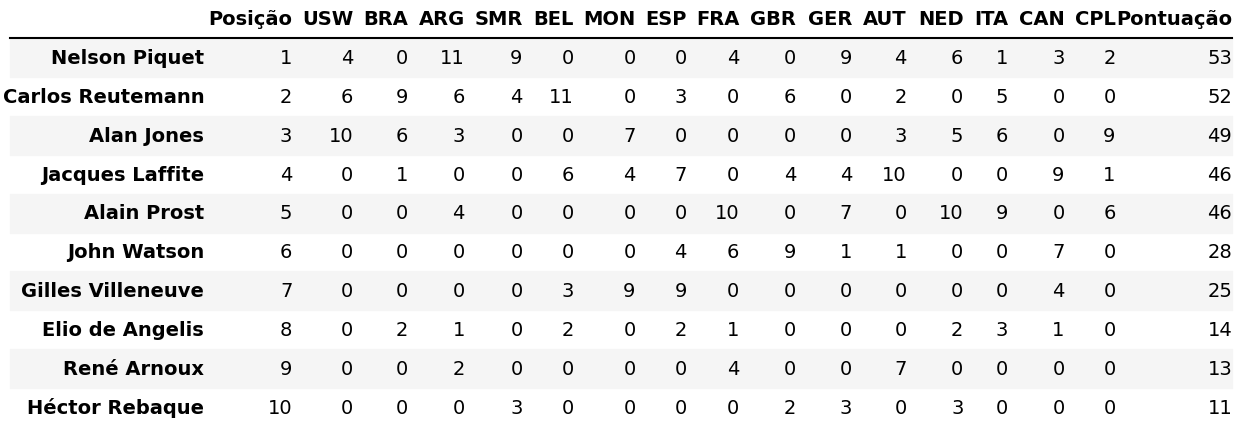 Posição USW BRA ARG SMR BEL MON ESP FRA GBR GER AUT NED ITA CAN CPL Pontuação
Nelson Piquet 1 4 0 11 9 0 0 0 4 0 9 4 6 1 3 2 53
Carlos Reutemann 2 6 9 6 4 11 0 3 0 6 0 2 0 5 0 0 52
Alan Jones 3 10 6 3 0 0 7 0 0 0 0 3 5 6 0 9 49
Jacques Laffite 4 0 1 0 0 6 4 7 0 4 4 10 0 0 9 1 46
Alain Prost 5 0 0 4 0 0 0 0 10 0 7 0 10 9 0 6 46
John Watson 6 0 0 0 0 0 0 4 6 9 1 1 0 0 7 0 28
Gilles Villeneuve 7 0 0 0 0 3 9 9 0 0 0 0 0 0 4 0 25
Elio de Angelis 8 0 2 1 0 2 0 2 1 0 0 0 2 3 1 0 14
René Arnoux 9 0 0 2 0 0 0 0 4 0 0 7 0 0 0 0 13
Héctor Rebaque 10 0 0 0 3 0 0 0 0 2 3 0 3 0 0 0 11